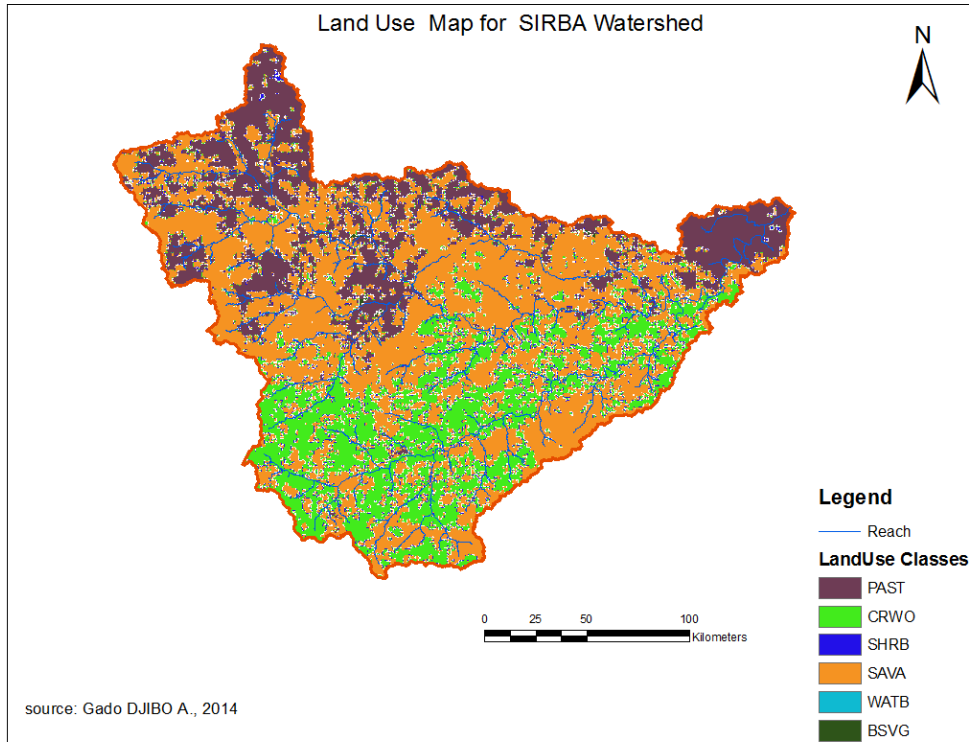 Land Use Map for SIRBA Watershed
N
Legend
Reach
LandUse Classes
PAST
CRWO
SHRB
SAVA
WATB
BSVG
0 25 50 100
Kilometers
source: Gado DJIBO A., 2014